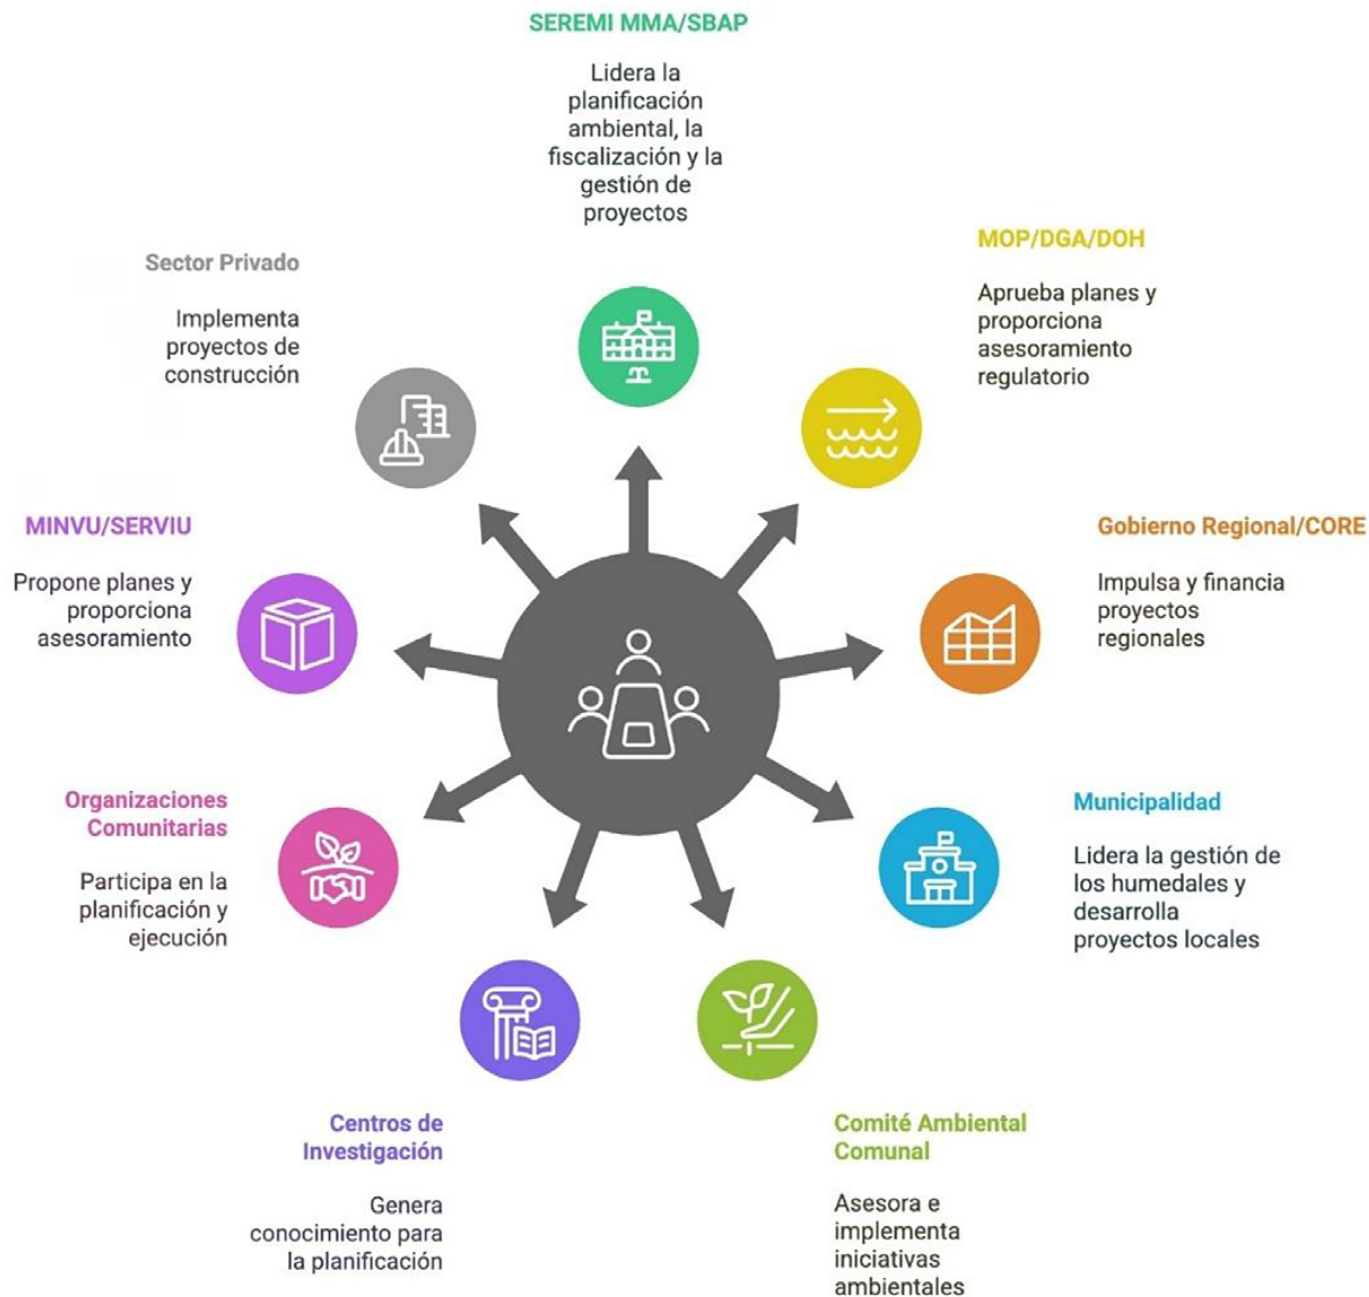 SEREMI MMA/SBAP
Lidera la
planificación
ambiental, la
fiscalización y la
gestión de
proyectos
MOP/DGA/DOH
Aprueba planes y
proporciona
asesoramiento
regulatorio
Gobierno Regional/CORE
Impulsa y financia
proyectos
regionales
Municipalidad
Lidera la gestión de
los humedales y
desarrolla
proyectos locales
Comité Ambiental
Comunal
Asesora e
implementa
iniciativas
ambientales
Centros de
Investigación
Genera
conocimiento para
la planificación
Organizaciones
Comunitarias
Participa en la
planificación y
ejecución
MINVU/SERVIU
Propone planes y
proporciona
asesoramiento
Sector Privado
Implementa
proyectos de
construcción